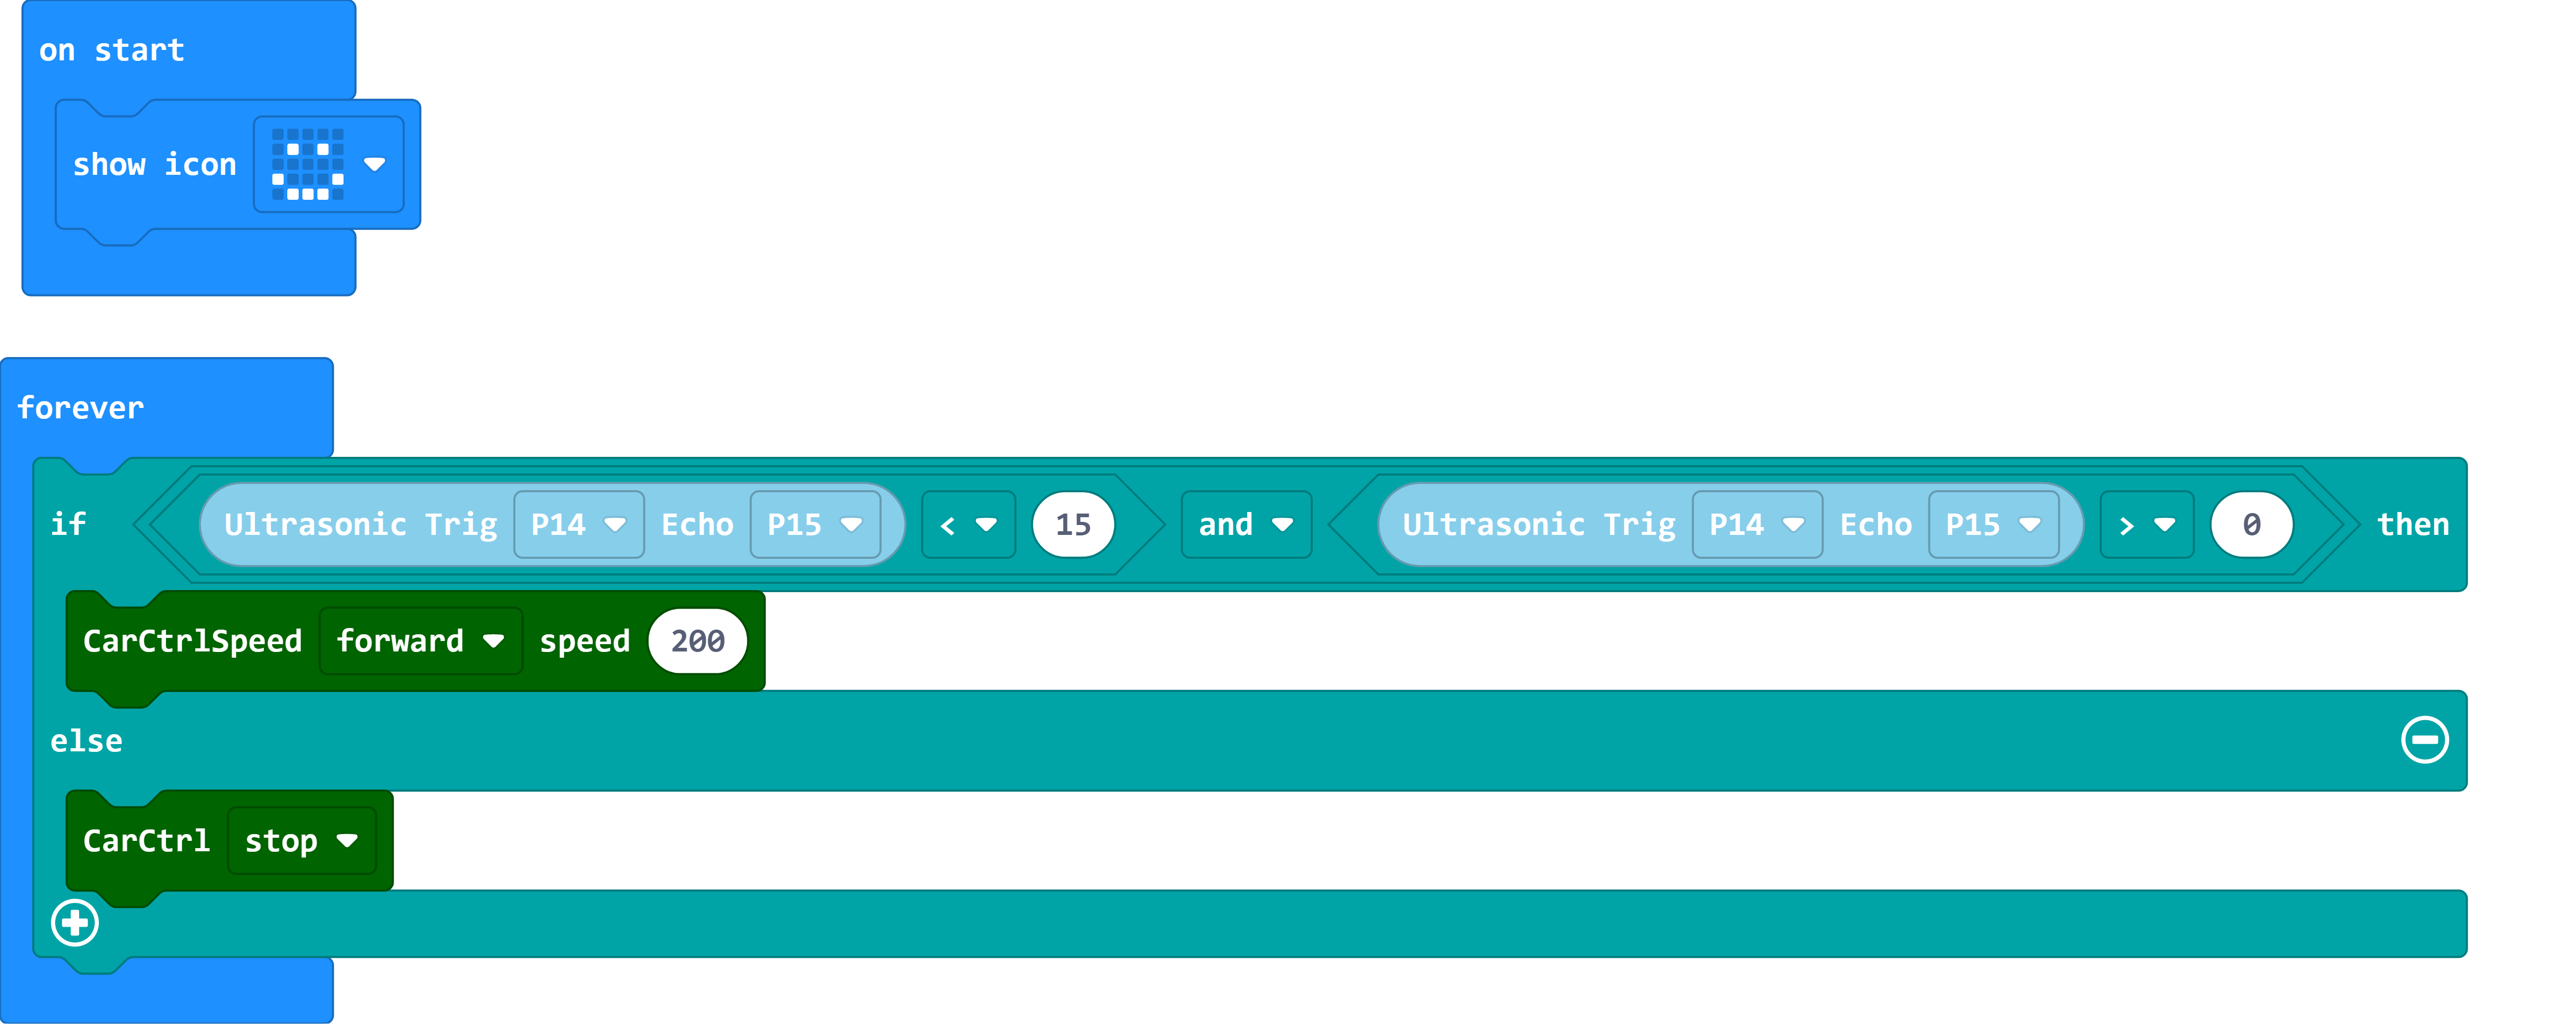 on start
show icon
forever
if Ultrasonic Trig P14 Echo P15 < 15 and Ultrasonic Trig P14 Echo P15 > 0 then
CarCtrlSpeed forward speed 200
else
CarCtrl stop